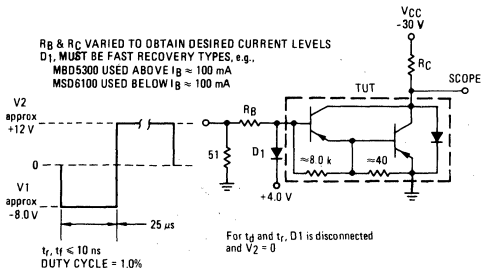 RB & RC VARIED TO OBTAIN DESIRED CURRENT LEVELS
D1, MUST BE FAST RECOVERY TYPES, e.g.,
MBD5300 USED ABOVE IB ≈ 100 mA
MSD6100 USED BELOW IB ≈ 100 mA
VCC
-30 V
RC
SCOPE
TUT
V2
approx
+12 V
0
V1
approx
-8.0 V
RB
51
D1
+4.0 V
≈8.0 k
≈40
25 μs
tr, tf ⩽ 10 ns
DUTY CYCLE = 1.0%
For td and tr, D1 is disconnected
and V2 = 0